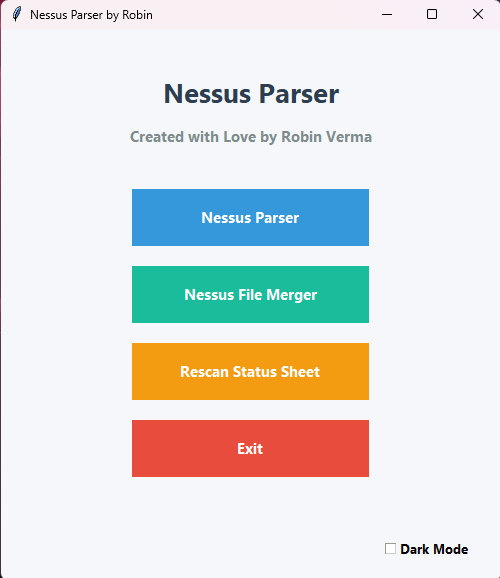 Nessus Parser by Robin
Nessus Parser
Created with Love by Robin Verma
Nessus Parser
Nessus File Merger
Rescan Status Sheet
Exit
Dark Mode